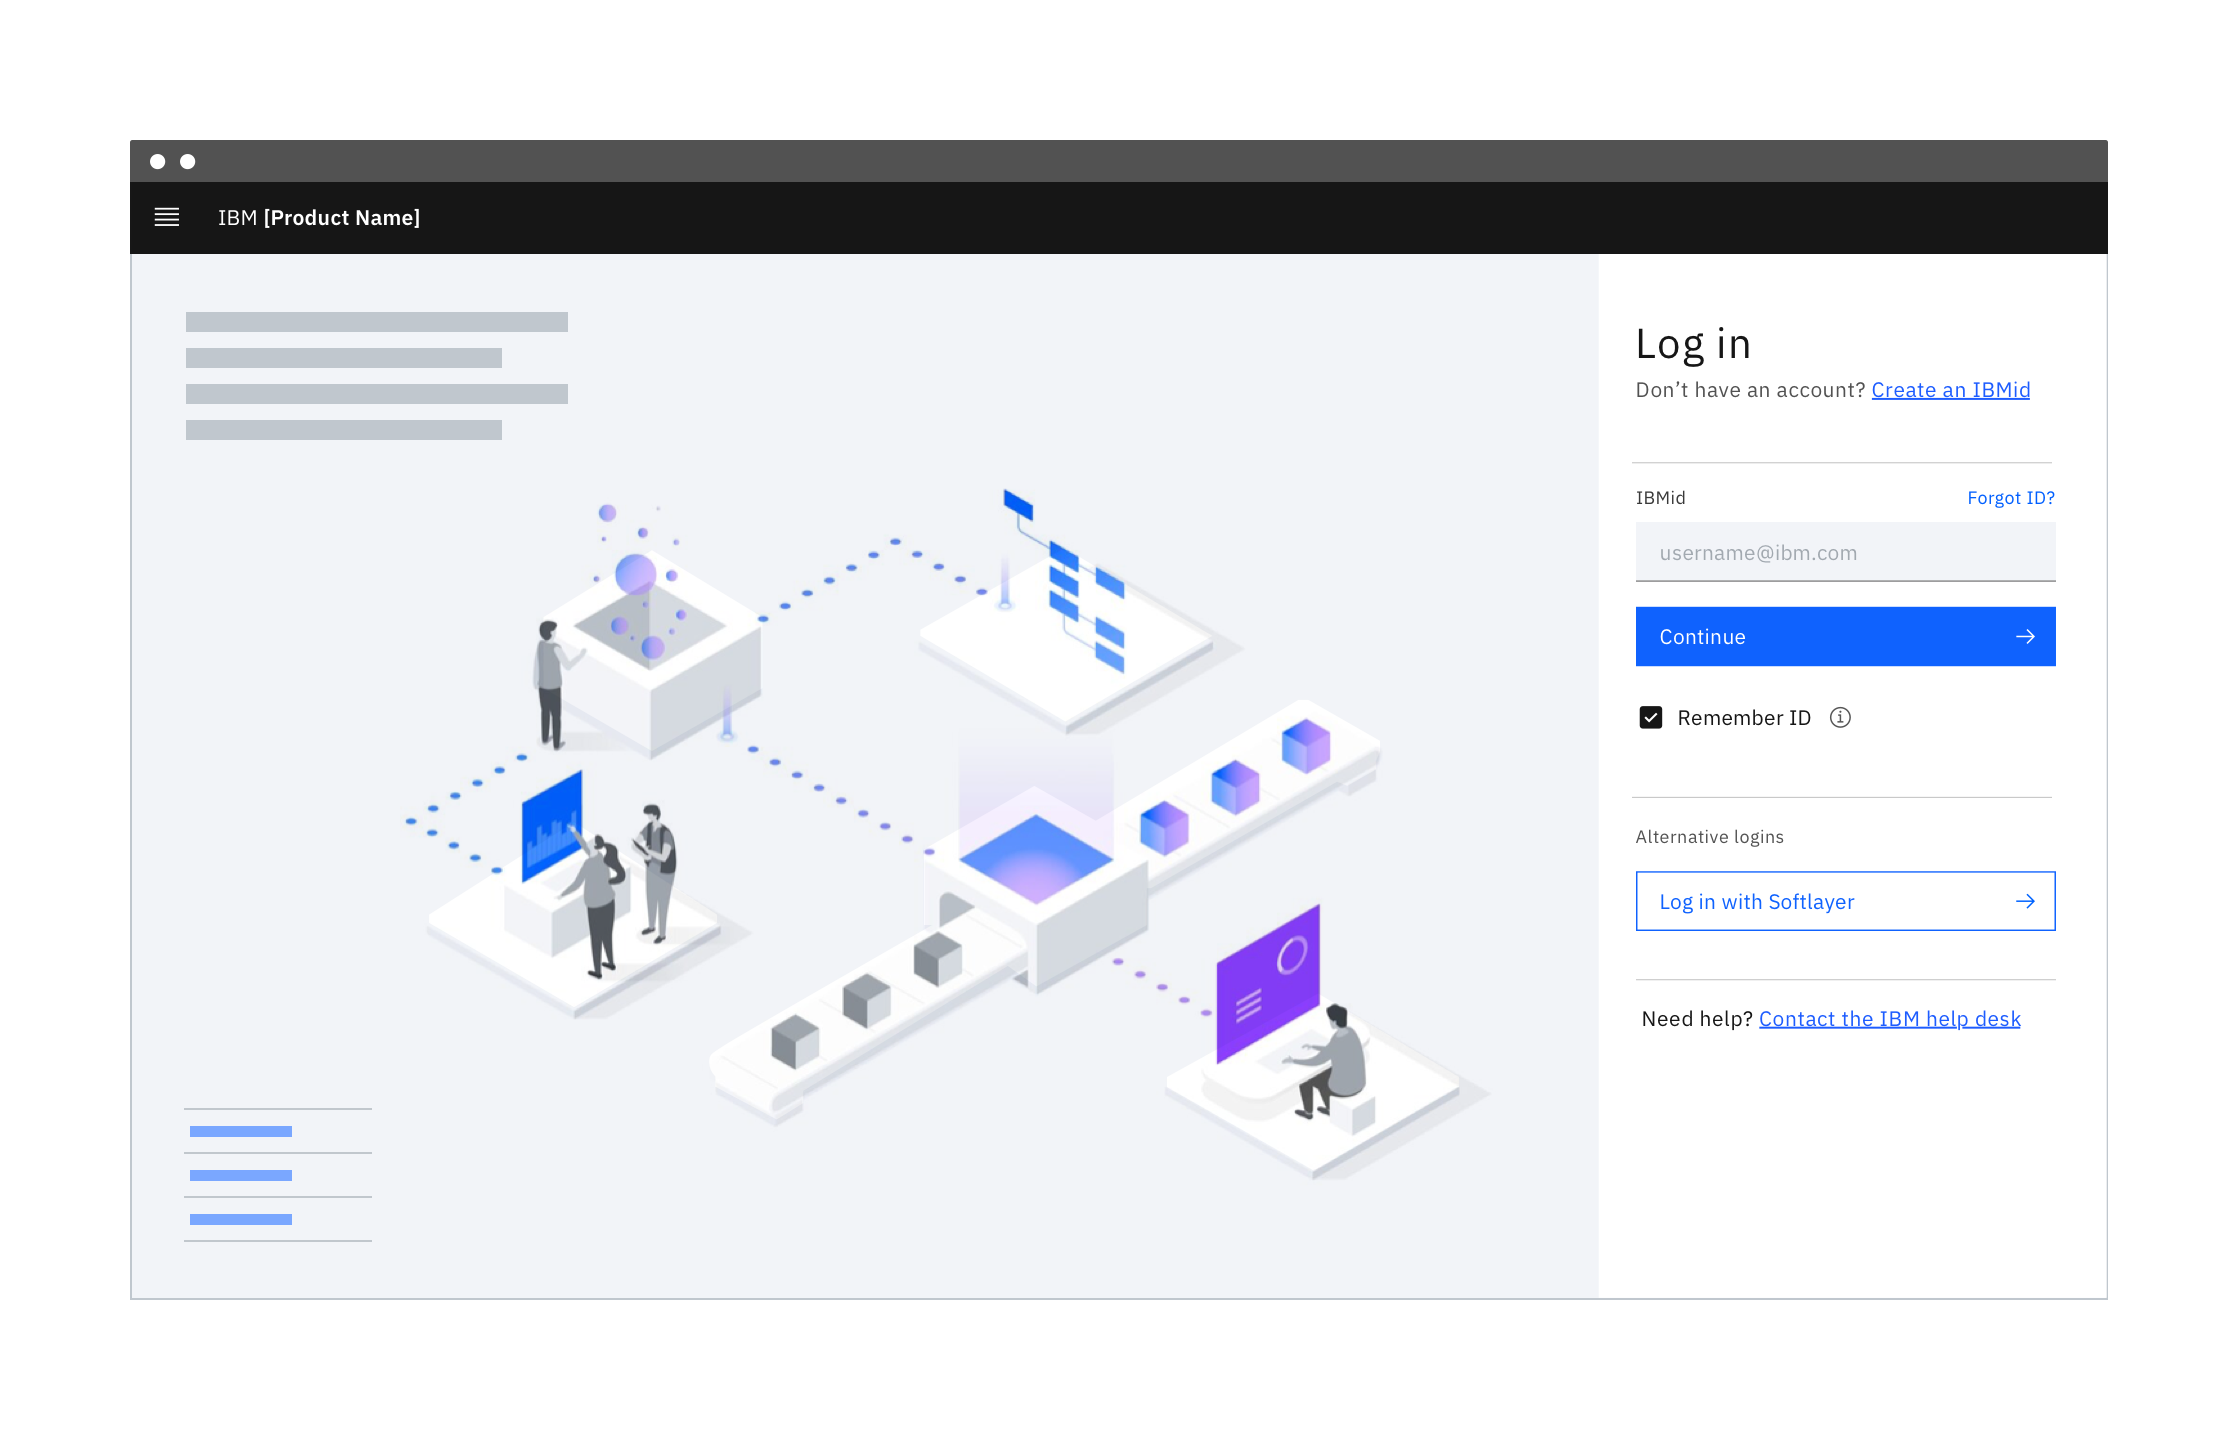 IBM [Product Name]
Log in
Don’t have an account? Create an IBMid
IBMid
Forgot ID?
username@ibm.com
Continue
Remember ID
Alternative logins
Log in with Softlayer
Need help? Contact the IBM help desk